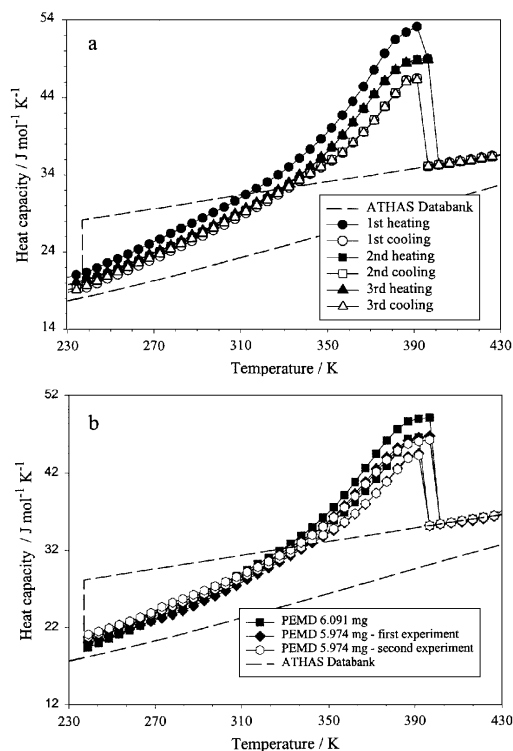 54
a
44
34
24
14
Heat capacity / J mol⁻¹ K⁻¹
ATHAS Databank
1st heating
1st cooling
2nd heating
2nd cooling
3rd heating
3rd cooling
230 270 310 350 390 430
Temperature / K
52
b
42
32
22
12
Heat capacity / J mol⁻¹ K⁻¹
PEMD 6.091 mg
PEMD 5.974 mg - first experiment
PEMD 5.974 mg - second experiment
ATHAS Databank
230 270 310 350 390 430
Temperature / K